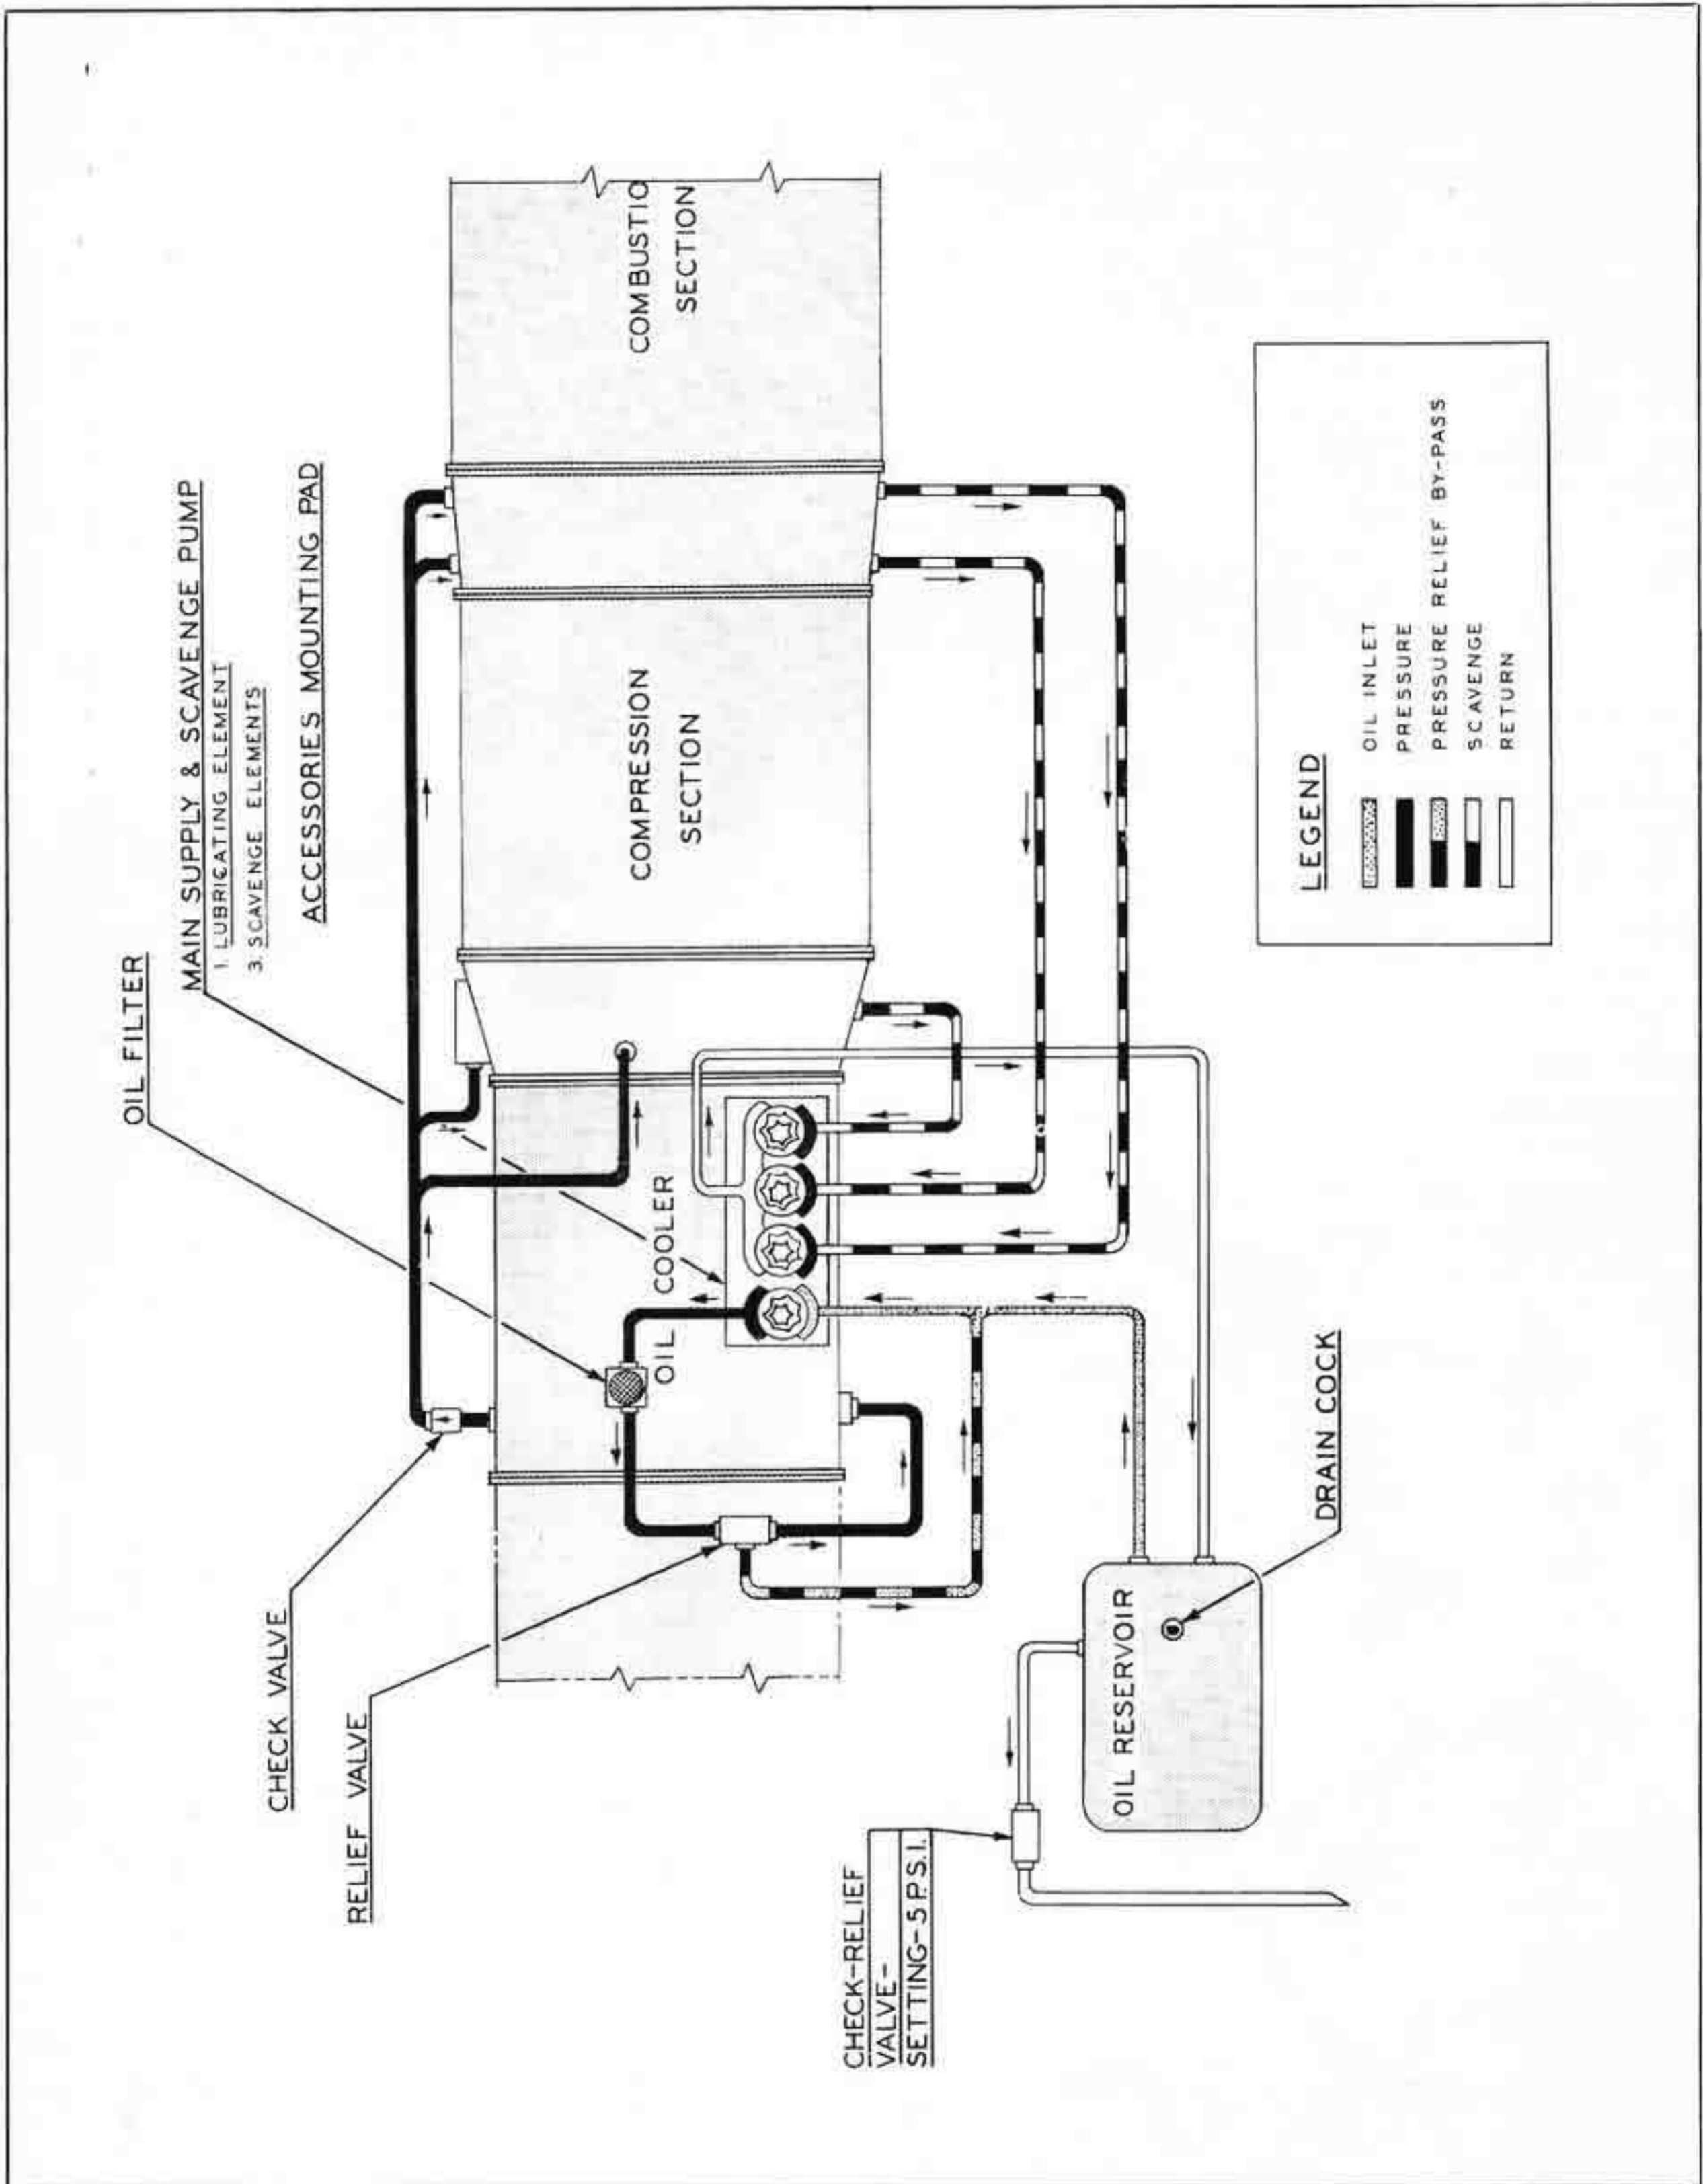 OIL FILTER
MAIN SUPPLY & SCAVENGE PUMP
1. LUBRICATING ELEMENT
3. SCAVENGE ELEMENTS
ACCESSORIES MOUNTING PAD
CHECK VALVE
RELIEF VALVE
OIL COOLER
COMPRESSION
SECTION
COMBUSTIO
SECTION
CHECK-RELIEF
VALVE-
SETTING-5 P.S.I.
OIL RESERVOIR
DRAIN COCK
LEGEND
OIL INLET
PRESSURE
PRESSURE RELIEF BY-PASS
SCAVENGE
RETURN